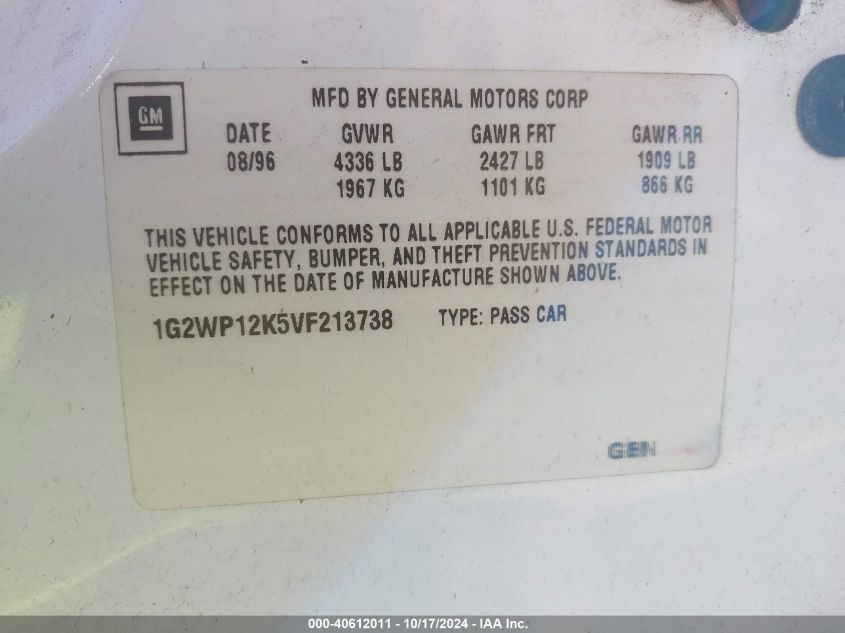 GM
MFD BY GENERAL MOTORS CORP
DATE GVWR GAWR FRT GAWR RR
08/96 4336 LB 2427 LB 1909 LB
1967 KG 1101 KG 866 KG
THIS VEHICLE CONFORMS TO ALL APPLICABLE U.S. FEDERAL MOTOR
VEHICLE SAFETY, BUMPER, AND THEFT PREVENTION STANDARDS IN
EFFECT ON THE DATE OF MANUFACTURE SHOWN ABOVE.
1G2WP12K5VF213738 TYPE: PASS CAR
GEN
000-40612011 - 10/17/2024 - IAA Inc.